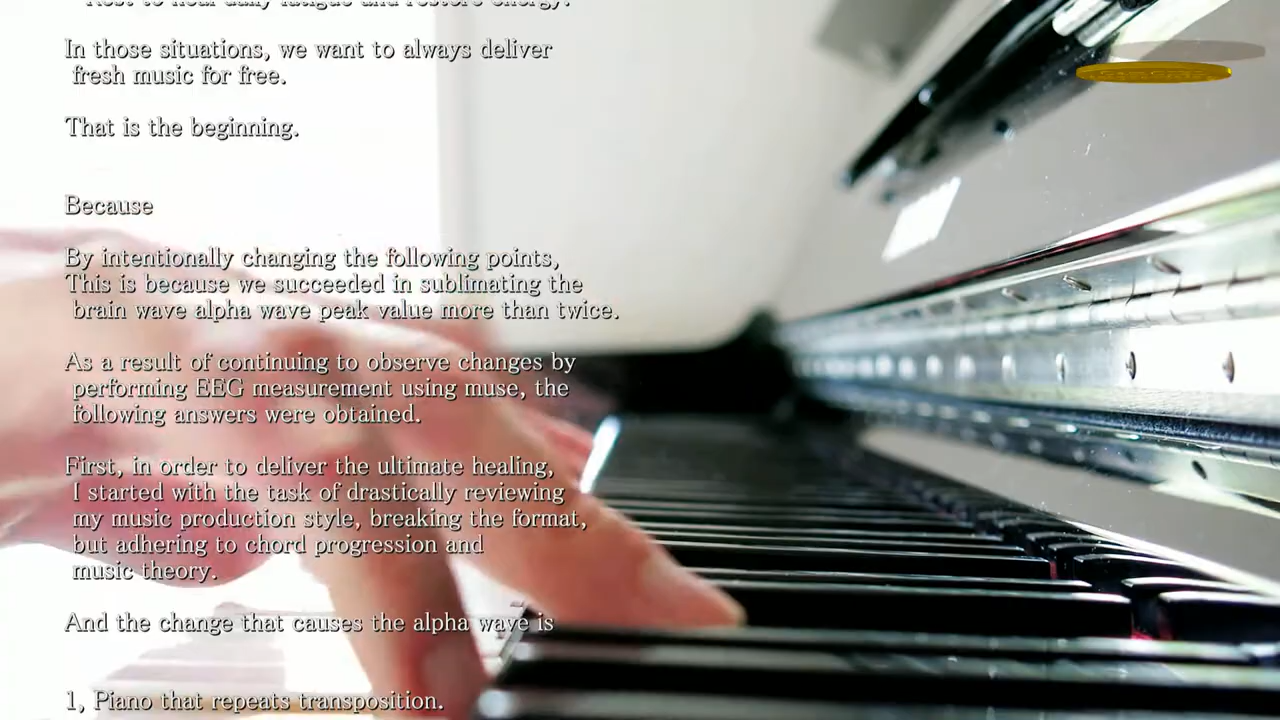 In those situations, we want to always deliver
fresh music for free.
That is the beginning.
Because
By intentionally changing the following points,
This is because we succeeded in sublimating the
brain wave alpha wave peak value more than twice.
As a result of continuing to observe changes by
performing EEG measurement using muse, the
following answers were obtained.
First, in order to deliver the ultimate healing,
I started with the task of drastically reviewing
my music production style, breaking the format,
but adhering to chord progression and
music theory.
And the change that causes the alpha wave is
1, Piano that repeats transposition.